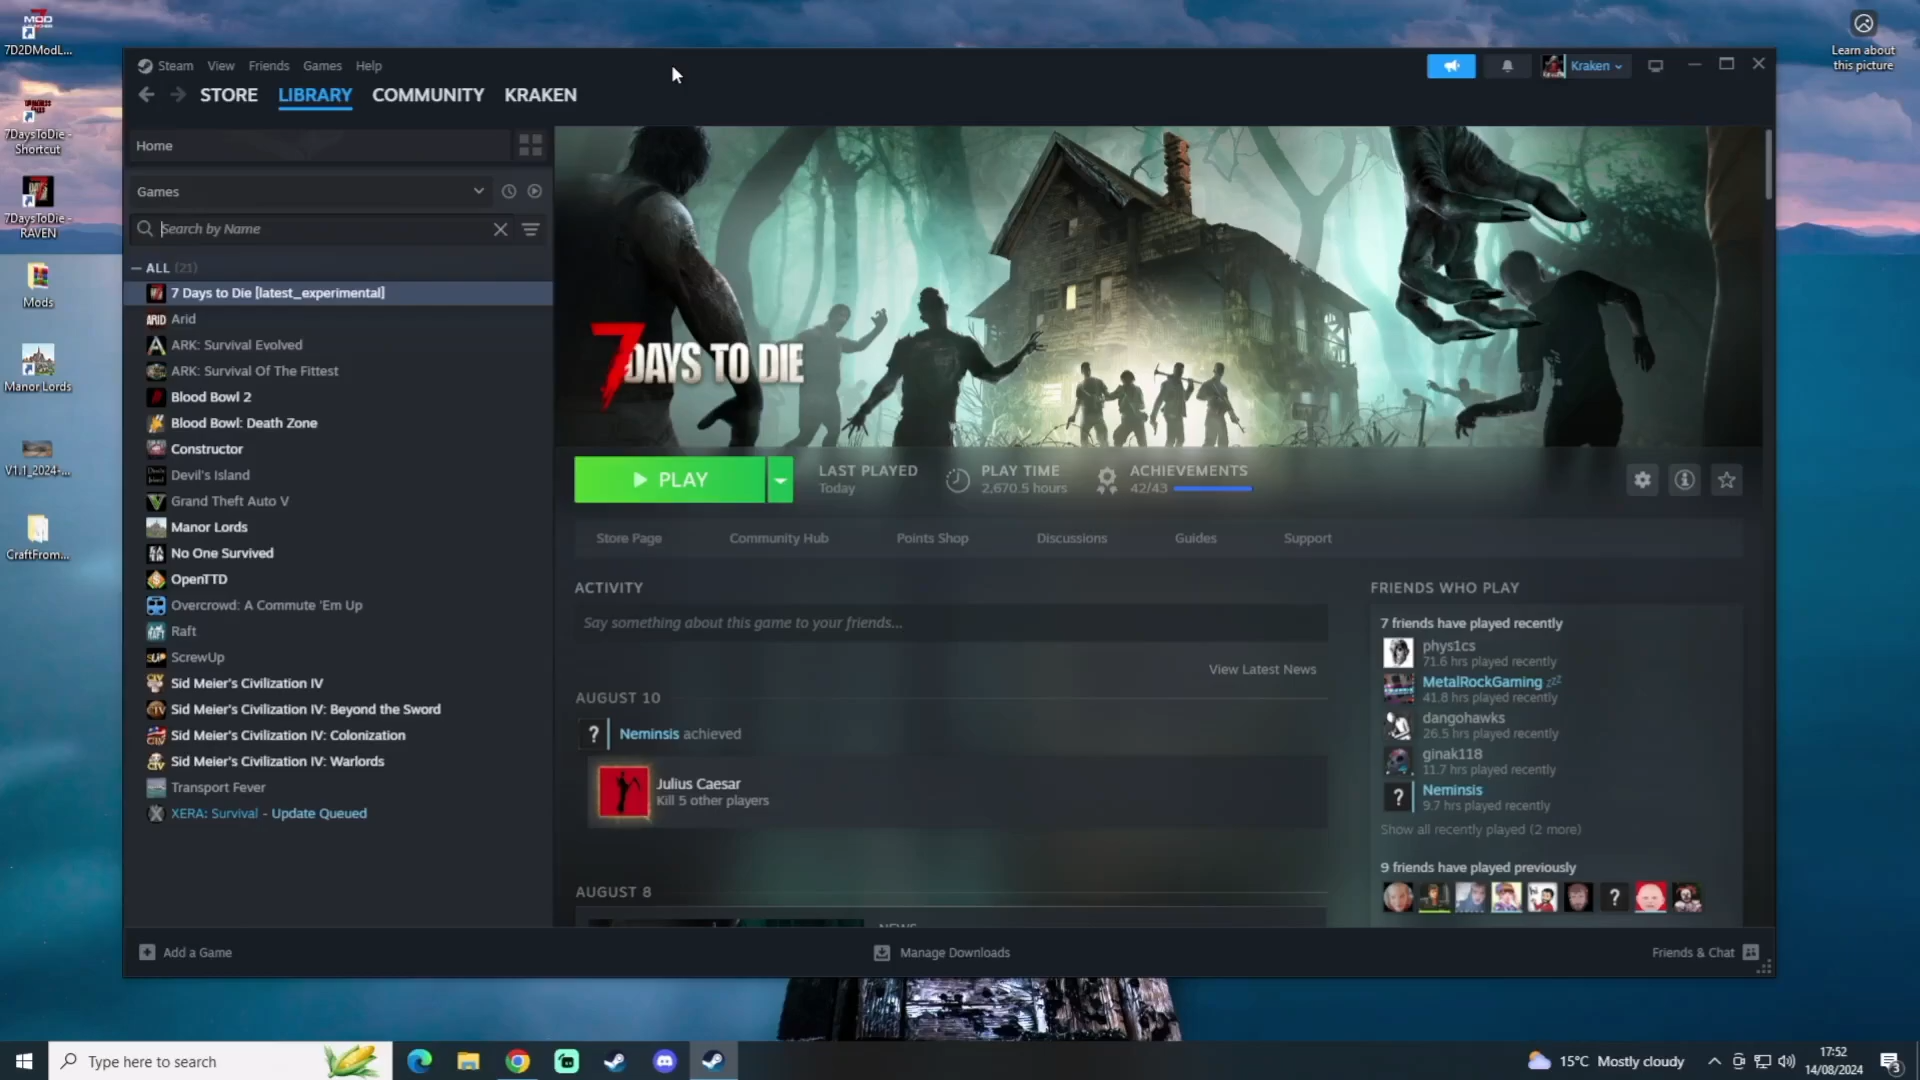 7D2DModL...
7DaysToDie -
Shortcut
7DaysToDie -
RAVEN
Mods
Manor Lords
V1.1_2024-...
CraftFrom...
Learn about
this picture
Steam View Friends Games Help
Kraken
STORE LIBRARY COMMUNITY KRAKEN
Home
Games
Search by Name
ALL (21)
7 Days to Die [latest_experimental]
Arid
ARK: Survival Evolved
ARK: Survival Of The Fittest
Blood Bowl 2
Blood Bowl: Death Zone
Constructor
Devil's Island
Grand Theft Auto V
Manor Lords
No One Survived
OpenTTD
Overcrowd: A Commute 'Em Up
Raft
ScrewUp
Sid Meier's Civilization IV
Sid Meier's Civilization IV: Beyond the Sword
Sid Meier's Civilization IV: Colonization
Sid Meier's Civilization IV: Warlords
Transport Fever
XERA: Survival - Update Queued
7 DAYS TO DIE
PLAY
LAST PLAYED
Today
PLAY TIME
2,670.5 hours
ACHIEVEMENTS
42/43
Store Page Community Hub Points Shop Discussions Guides Support
ACTIVITY
Say something about this game to your friends...
View Latest News
AUGUST 10
Neminsis achieved
Julius Caesar
Kill 5 other players
AUGUST 8
NEWS
FRIENDS WHO PLAY
7 friends have played recently
phys1cs
71.6 hrs played recently
MetalRockGaming zzz
41.8 hrs played recently
dangohawks
26.5 hrs played recently
ginak118
11.7 hrs played recently
Neminsis
9.7 hrs played recently
Show all recently played (2 more)
9 friends have played previously
Add a Game
Manage Downloads
Friends & Chat
Type here to search
15°C Mostly cloudy
17:52
14/08/2024
3